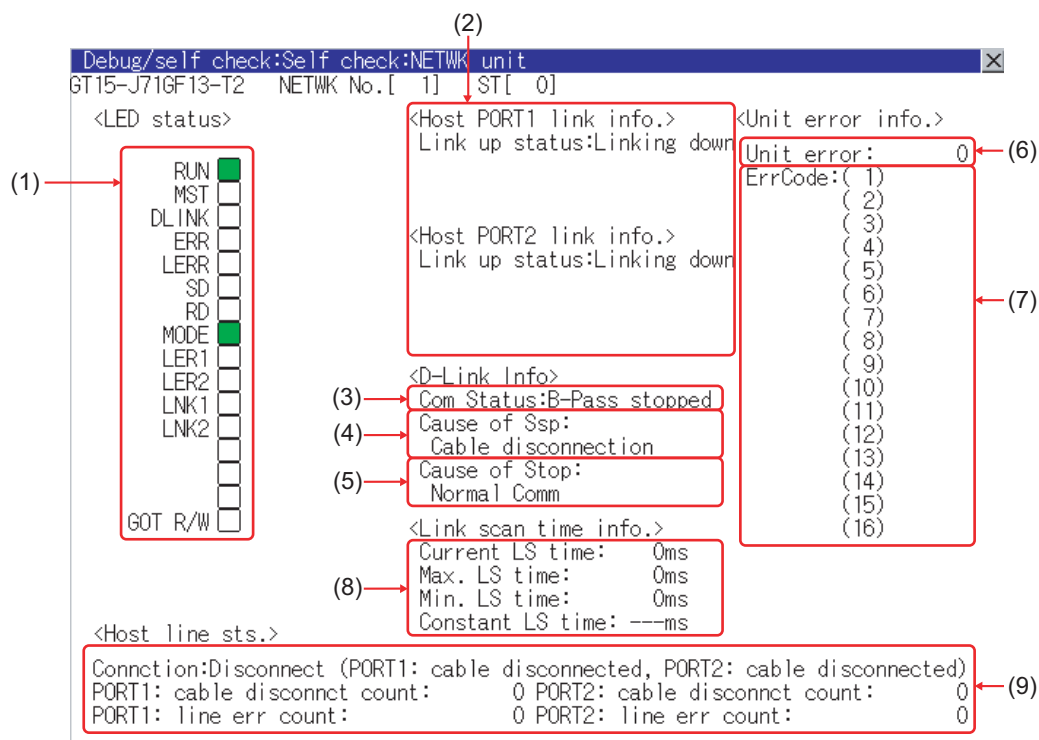 (2)
Debug/self check:Self check:NETWK unit
GT15-J71GF13-T2 NETWK No.[ 1] ST[ 0]
<LED status>
(1)
RUN
MST
DLINK
ERR
LERR
SD
RD
MODE
LER1
LER2
LNK1
LNK2
GOT R/W
<Host PORT1 link info.>
Link up status:Linking down
<Host PORT2 link info.>
Link up status:Linking down
<D-Link Info>
(3)
Com Status:B-Pass stopped
(4)
Cause of Ssp:
Cable disconnection
(5)
Cause of Stop:
Normal Comm
<Link scan time info.>
(8)
Current LS time: 0ms
Max. LS time: 0ms
Min. LS time: 0ms
Constant LS time: ---ms
<Unit error info.>
Unit error: 0
(6)
ErrCode:( 1)
( 2)
( 3)
( 4)
( 5)
( 6)
( 7)
( 8)
( 9)
(10)
(11)
(12)
(13)
(14)
(15)
(16)
(7)
<Host line sts.>
Connction:Disconnect (PORT1: cable disconnected, PORT2: cable disconnected)
PORT1: cable disconnct count: 0 PORT2: cable disconnct count: 0
PORT1: line err count: 0 PORT2: line err count: 0
(9)